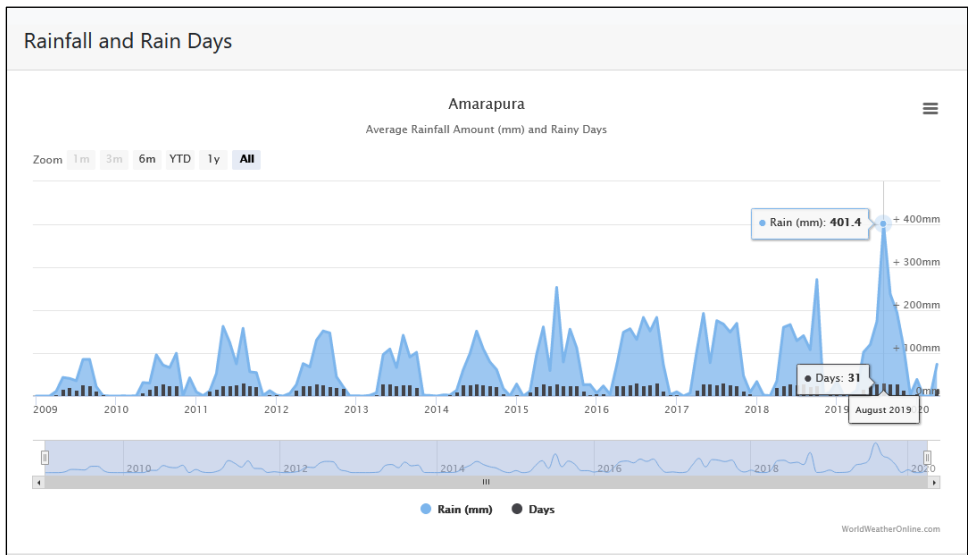 Rainfall and Rain Days
Amarapura
Average Rainfall Amount (mm) and Rainy Days
Zoom 1m 3m 6m YTD 1y All
Rain (mm): 401.4
+ 400mm
+ 300mm
+ 200mm
+ 100mm
Days: 31
0mm
2009 2010 2011 2012 2013 2014 2015 2016 2017 2018 2019 20
August 2019
2010 2012 2014 2016 2018 2020
Rain (mm) Days
WorldWeatherOnline.com